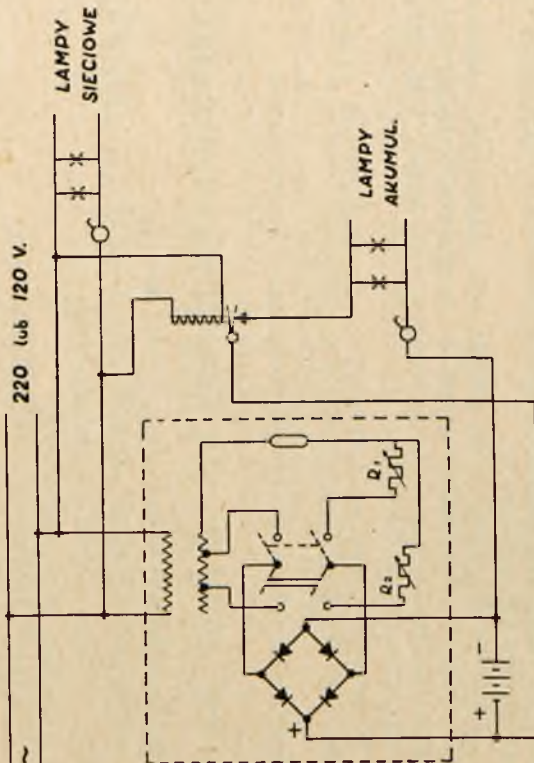 LAMPY
SIECIOWE
~
220 lub 120 V.
LAMPY
AKUMUL.
R1
R2
+
+ -